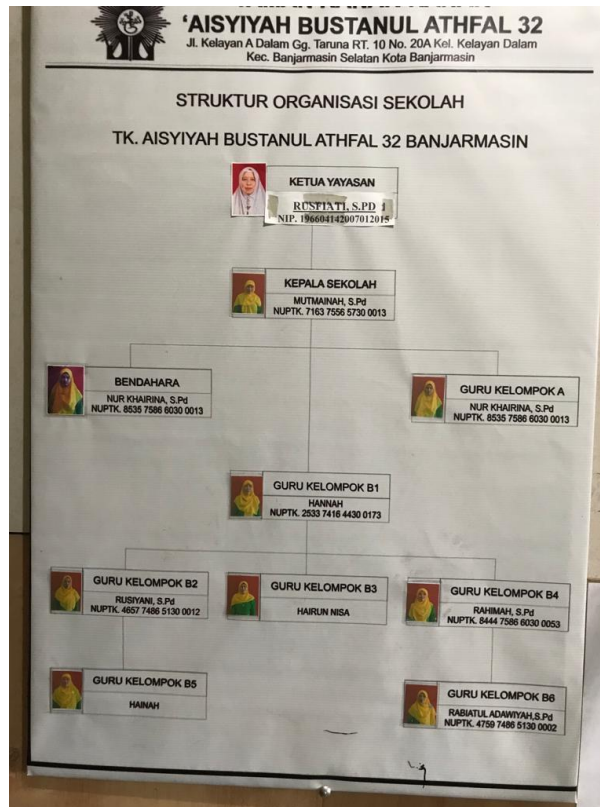 'AISYIYAH BUSTANUL ATHFAL 32
Jl. Kelayan A Dalam Gg. Taruna RT. 10 No. 20A Kel. Kelayan Dalam
Kec. Banjarmasin Selatan Kota Banjarmasin
STRUKTUR ORGANISASI SEKOLAH
TK. AISYIYAH BUSTANUL ATHFAL 32 BANJARMASIN
KETUA YAYASAN
RUSFIATI, S.PD
NIP. 196604142007012015
KEPALA SEKOLAH
MUTMAINAH, S.Pd
NUPTK. 7163 7556 5730 0013
BENDAHARA
NUR KHAIRINA, S.Pd
NUPTK. 8535 7586 6030 0013
GURU KELOMPOK A
NUR KHAIRINA, S.Pd
NUPTK. 8535 7586 6030 0013
GURU KELOMPOK B1
HANNAH
NUPTK. 2533 7416 4430 0173
GURU KELOMPOK B2
RUSIYANI, S.Pd
NUPTK. 4657 7486 5130 0012
GURU KELOMPOK B3
HAIRUN NISA
GURU KELOMPOK B4
RAHIMAH, S.Pd
NUPTK. 8444 7586 6030 0053
GURU KELOMPOK B5
HAINAH
GURU KELOMPOK B6
RABIATUL ADAWIYAH,S.Pd
NUPTK. 4759 7486 5130 0002